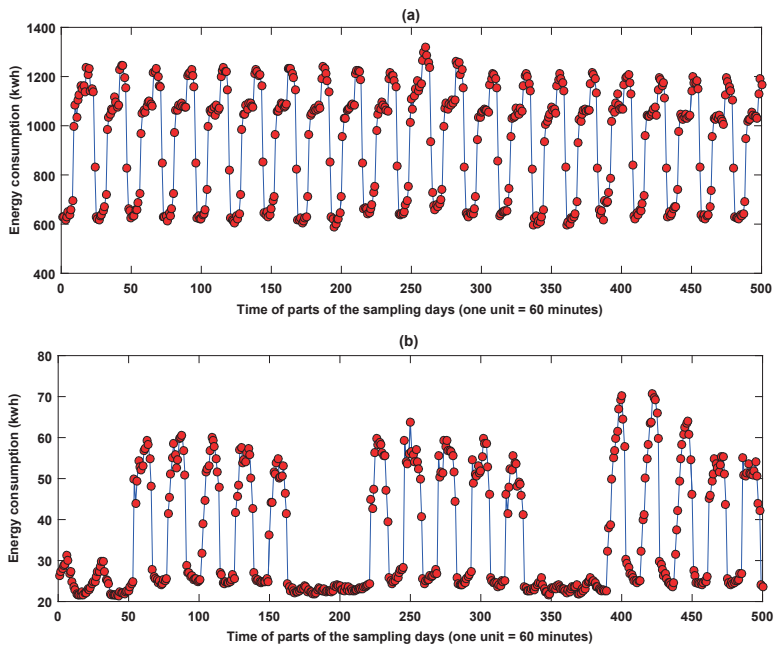 (a)
1400
1200
1000
800
600
400
Energy consumption (kwh)
0 50 100 150 200 250 300 350 400 450 500
Time of parts of the sampling days (one unit = 60 minutes)
(b)
80
70
60
50
40
30
20
Energy consumption (kwh)
0 50 100 150 200 250 300 350 400 450 500
Time of parts of the sampling days (one unit = 60 minutes)